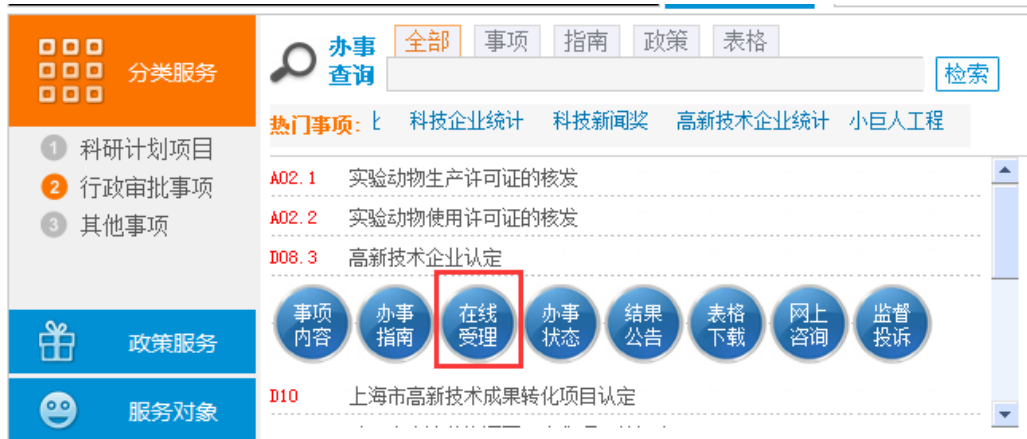 分类服务
1 科研计划项目
2 行政审批事项
3 其他事项
政策服务
服务对象
办事查询
全部 事项 指南 政策 表格
检索
热门事项: 科技企业统计 科技新闻奖 高新技术企业统计 小巨人工程
A02.1 实验动物生产许可证的核发
A02.2 实验动物使用许可证的核发
D08.3 高新技术企业认定
事项内容 办事指南 在线受理 办事状态 结果公告 表格下载 网上咨询 监督投诉
D10 上海市高新技术成果转化项目认定